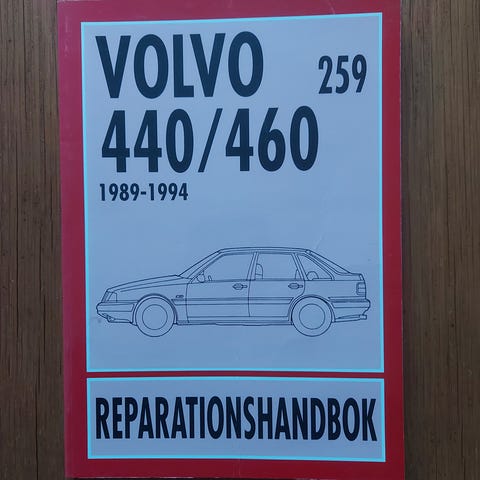 VOLVO 259
440/460
1989-1994
REPARATIONSHANDBOK